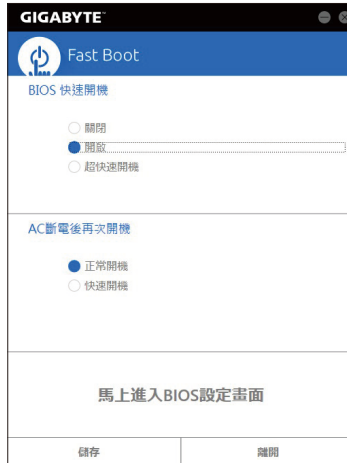 GIGABYTE™
Fast Boot
BIOS 快速開機
關閉
開啟
超快速開機
AC斷電後再次開機
正常開機
快速開機
馬上進入BIOS設定畫面
儲存
離開